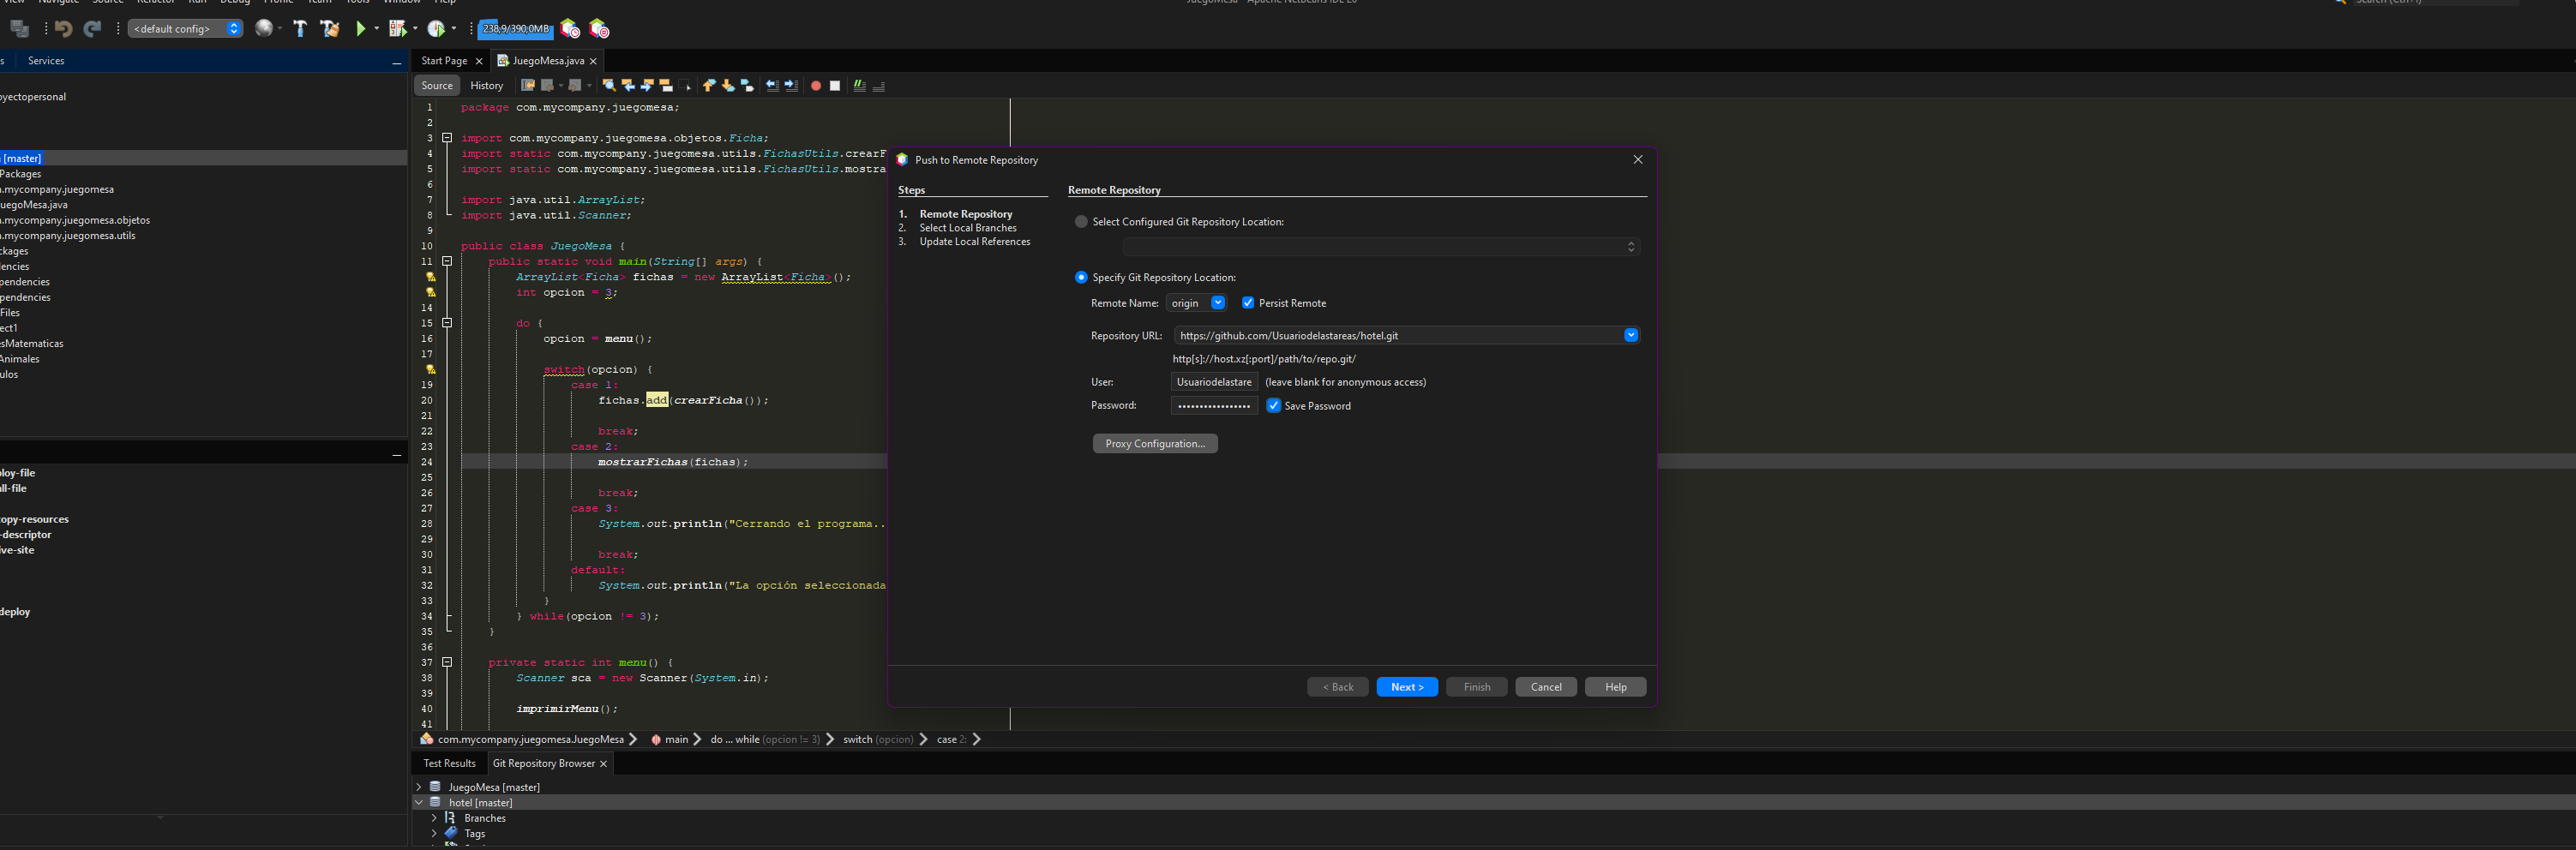 View Navigate Source Refactor Run Debug Profile Team Tools Window Help
JuegoMesa - Apache NetBeans IDE 20
Search (Ctrl+I)
<default config>
238,9/390,0MB
Services
Start Page
JuegoMesa.java
Source History
yectopersonal
[master]
Packages
.mycompany.juegomesa
uegoMesa.java
.mycompany.juegomesa.objetos
.mycompany.juegomesa.utils
ckages
encies
pendencies
pendencies
Files
ect1
esMatematicas
Animales
ulos
loy-file
ll-file
opy-resources
-descriptor
ive-site
deploy
1 package com.mycompany.juegomesa;
2
3 import com.mycompany.juegomesa.objetos.Ficha;
4 import static com.mycompany.juegomesa.utils.FichasUtils.crearF
5 import static com.mycompany.juegomesa.utils.FichasUtils.mostra
6
7 import java.util.ArrayList;
8 import java.util.Scanner;
9
10 public class JuegoMesa {
11 public static void main(String[] args) {
ArrayList<Ficha> fichas = new ArrayList<Ficha>();
int opcion = 3;
14
15 do {
16 opcion = menu();
17
switch(opcion) {
19 case 1:
20 fichas.add(crearFicha());
21
22 break;
23 case 2:
24 mostrarFichas(fichas);
25
26 break;
27 case 3:
28 System.out.println("Cerrando el programa..
29
30 break;
31 default:
32 System.out.println("La opción seleccionada
33 }
34 } while(opcion != 3);
35 }
36
37 private static int menu() {
38 Scanner sca = new Scanner(System.in);
39
40 imprimirMenu();
41
Push to Remote Repository
Steps
1. Remote Repository
2. Select Local Branches
3. Update Local References
Remote Repository
Select Configured Git Repository Location:
Specify Git Repository Location:
Remote Name: origin Persist Remote
Repository URL: https://github.com/Usuariodelastareas/hotel.git
http[s]://host.xz[:port]/path/to/repo.git/
User: Usuariodelastare (leave blank for anonymous access)
Password: ················· Save Password
Proxy Configuration...
< Back Next > Finish Cancel Help
com.mycompany.juegomesa.JuegoMesa main do ... while (opcion != 3) switch (opcion) case 2:
Test Results Git Repository Browser
JuegoMesa [master]
hotel [master]
Branches
Tags